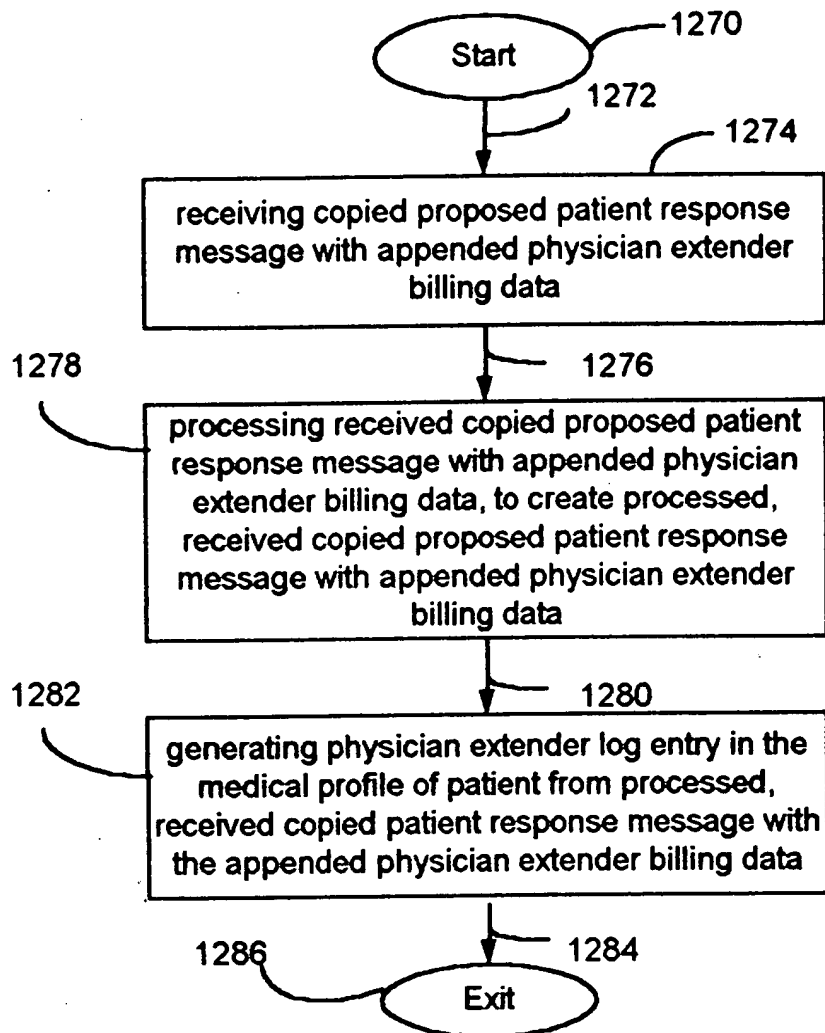 1270
Start
1272
1274
receiving copied proposed patient response
message with appended physician extender
billing data
1276
1278
processing received copied proposed patient
response message with appended physician
extender billing data, to create processed,
received copied proposed patient response
message with appended physician extender
billing data
1280
1282
generating physician extender log entry in the
medical profile of patient from processed,
received copied patient response message with
the appended physician extender billing data
1284
1286
Exit